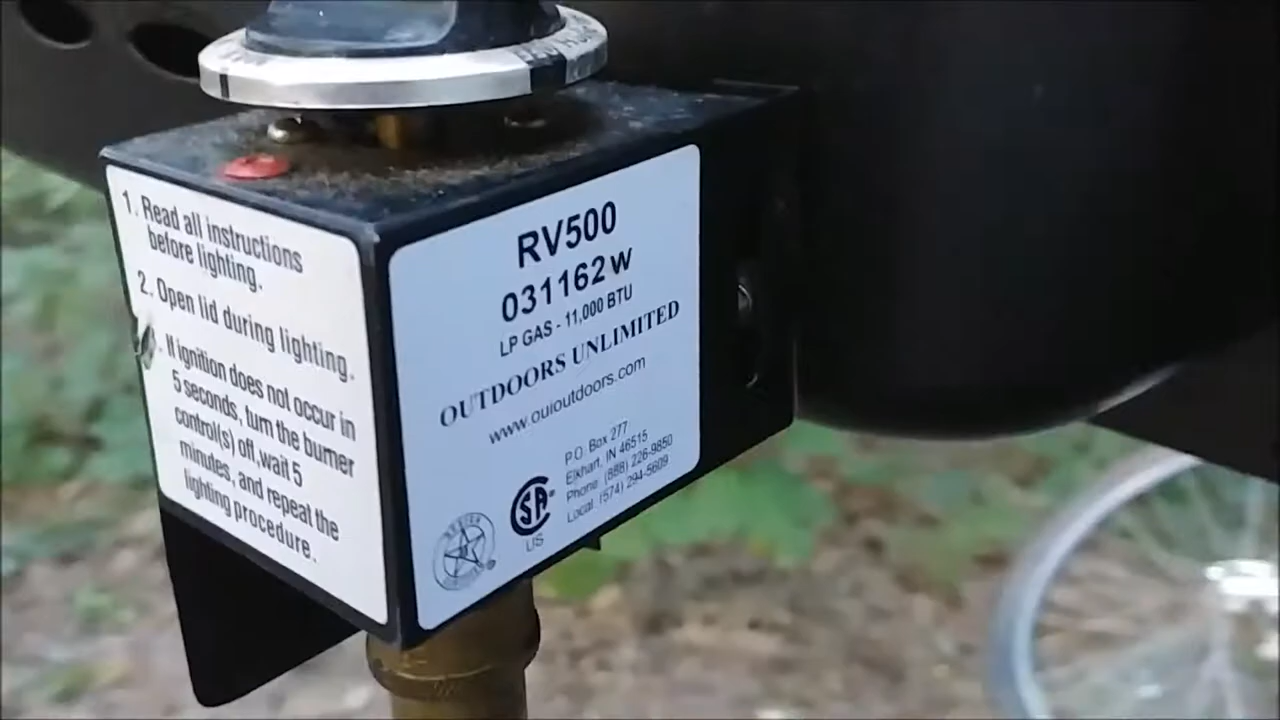 1. Read all instructions
before lighting.
2. Open lid during lighting.
. If ignition does not occur in
5 seconds, turn the burner
control(s) off, wait 5
minutes, and repeat the
lighting procedure.
RV500
031162W
LP GAS - 11,000 BTU
OUTDOORS UNLIMITED
www.ouioutdoors.com
P.O. Box 277
Elkhart, IN 46515
Phone: (888) 226-9850
Local: (574) 294-5609
SA®
US